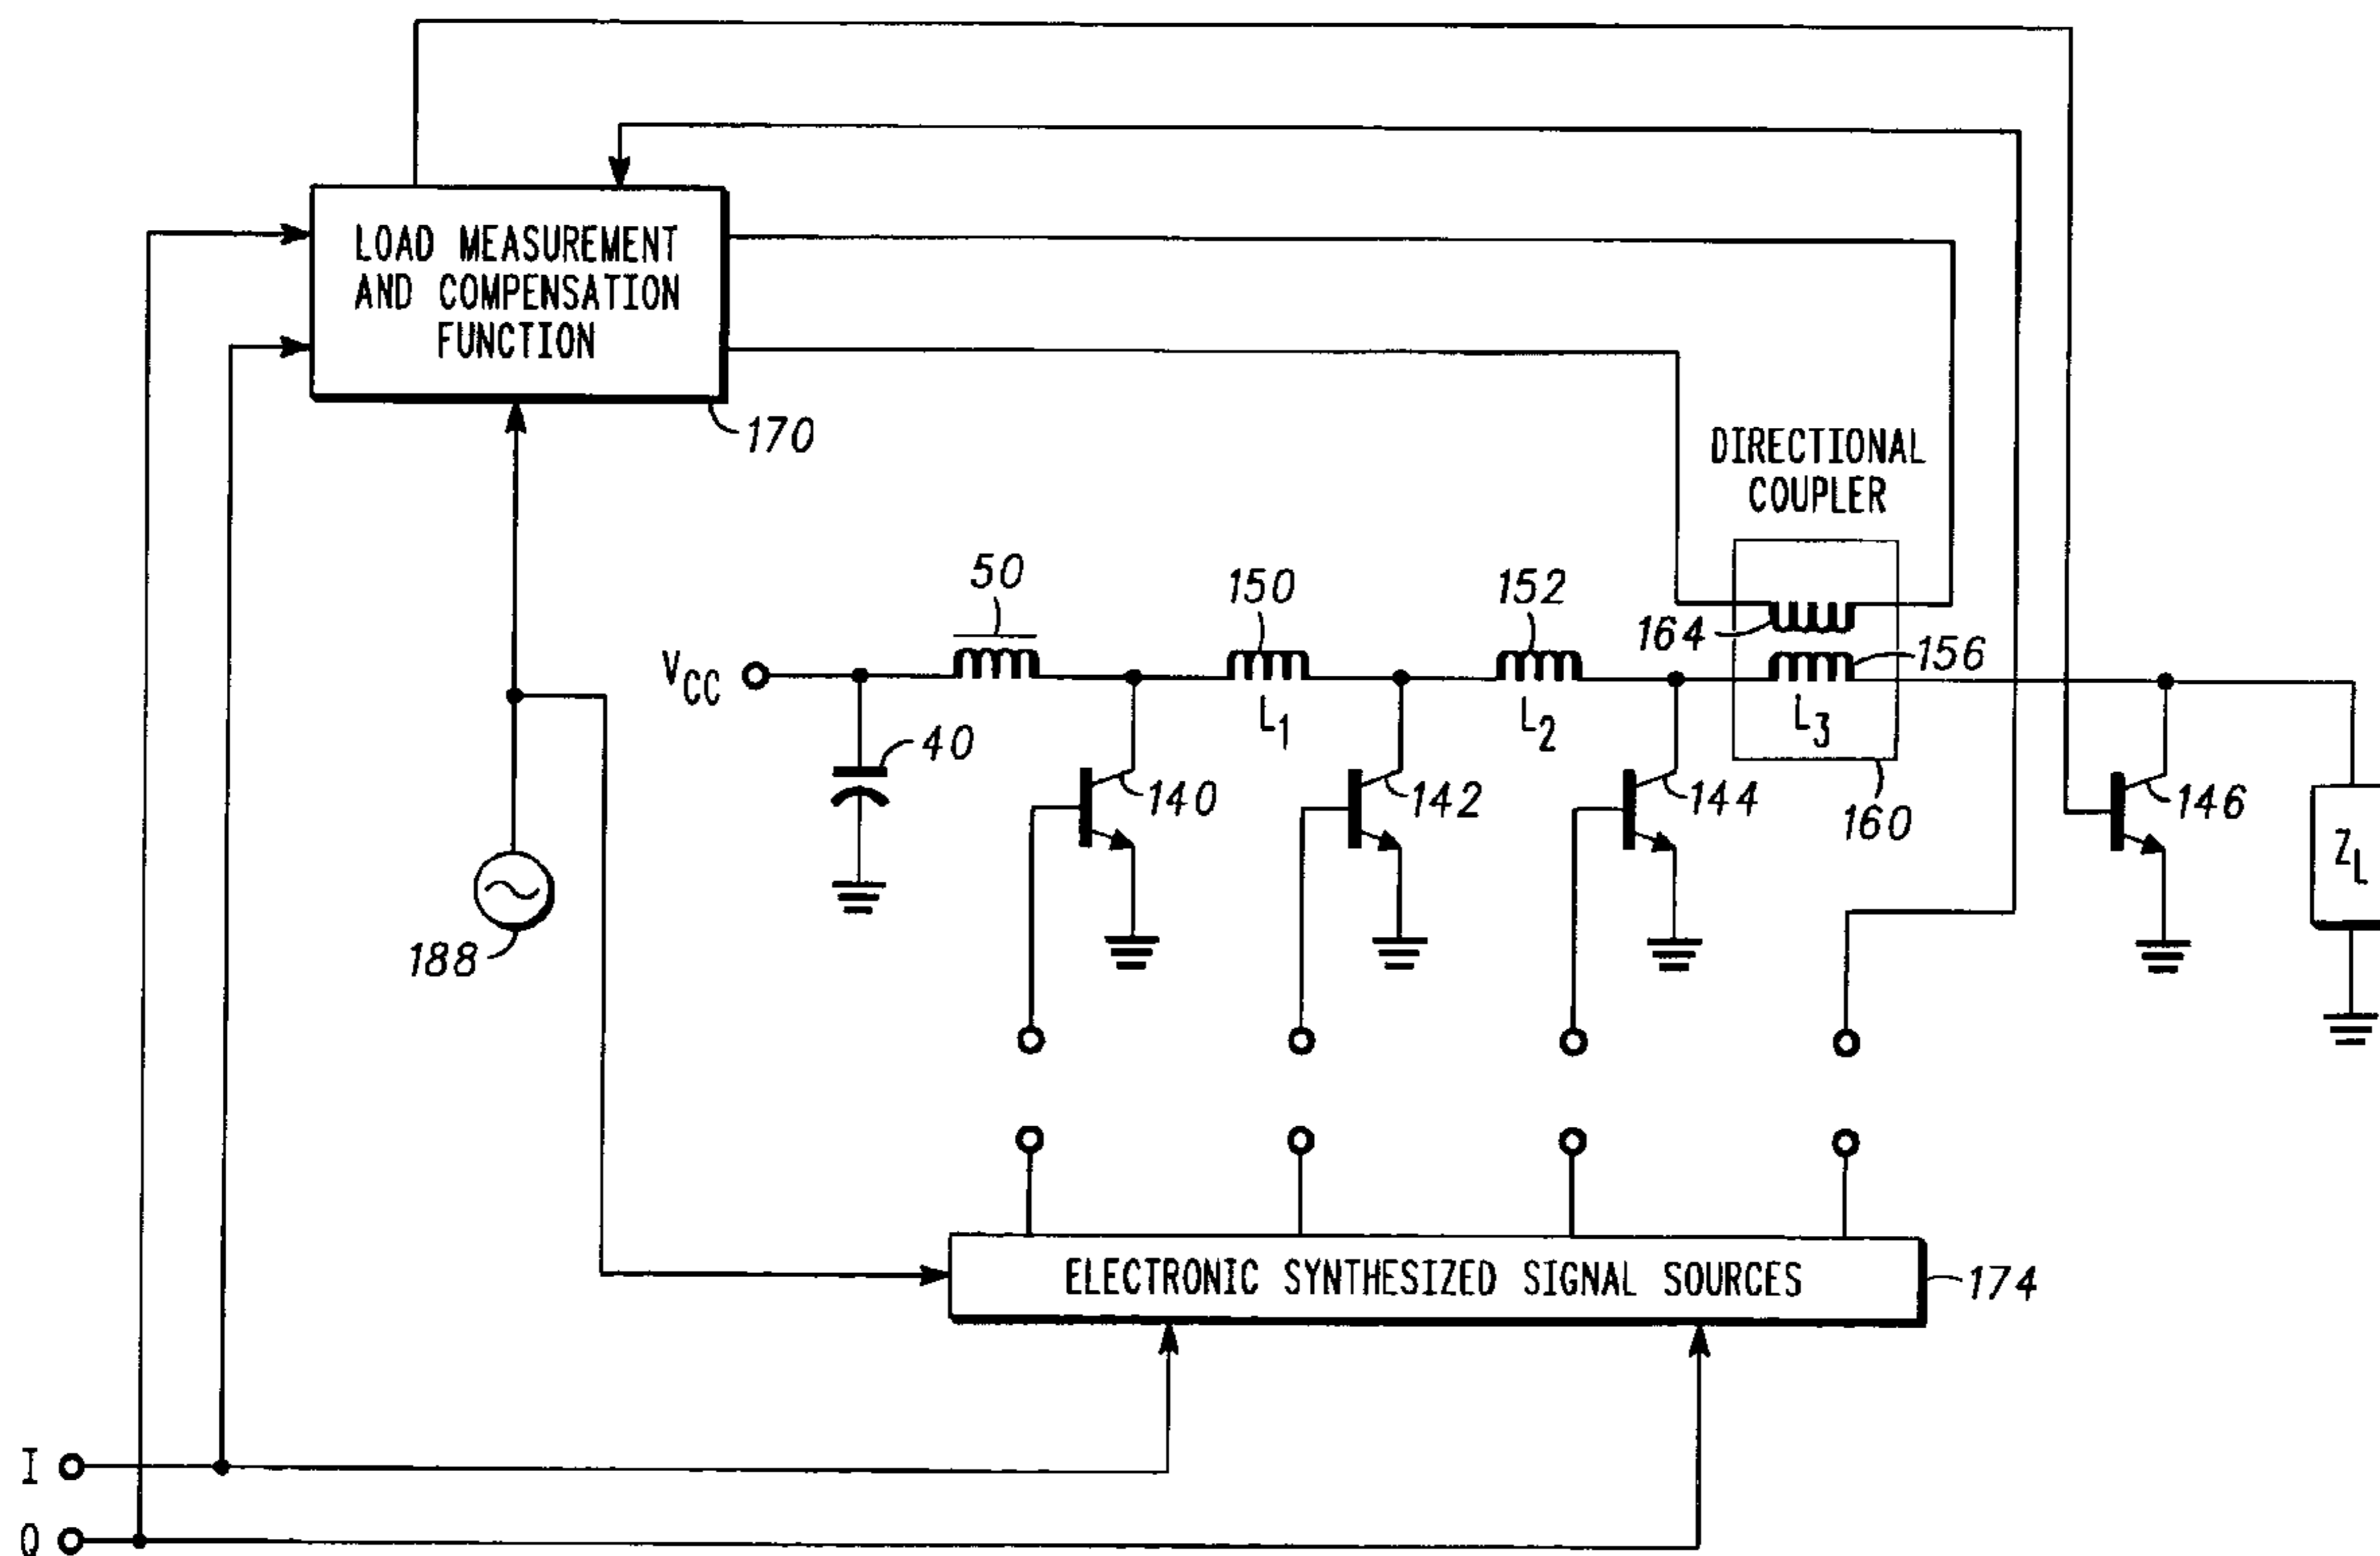 LOAD MEASUREMENT
AND COMPENSATION
FUNCTION
170
DIRECTIONAL
COUPLER
50
150
152
164
156
VCC
L1
L2
L3
40
140
142
144
160
146
ZL
188
ELECTRONIC SYNTHESIZED SIGNAL SOURCES
174
I
Q